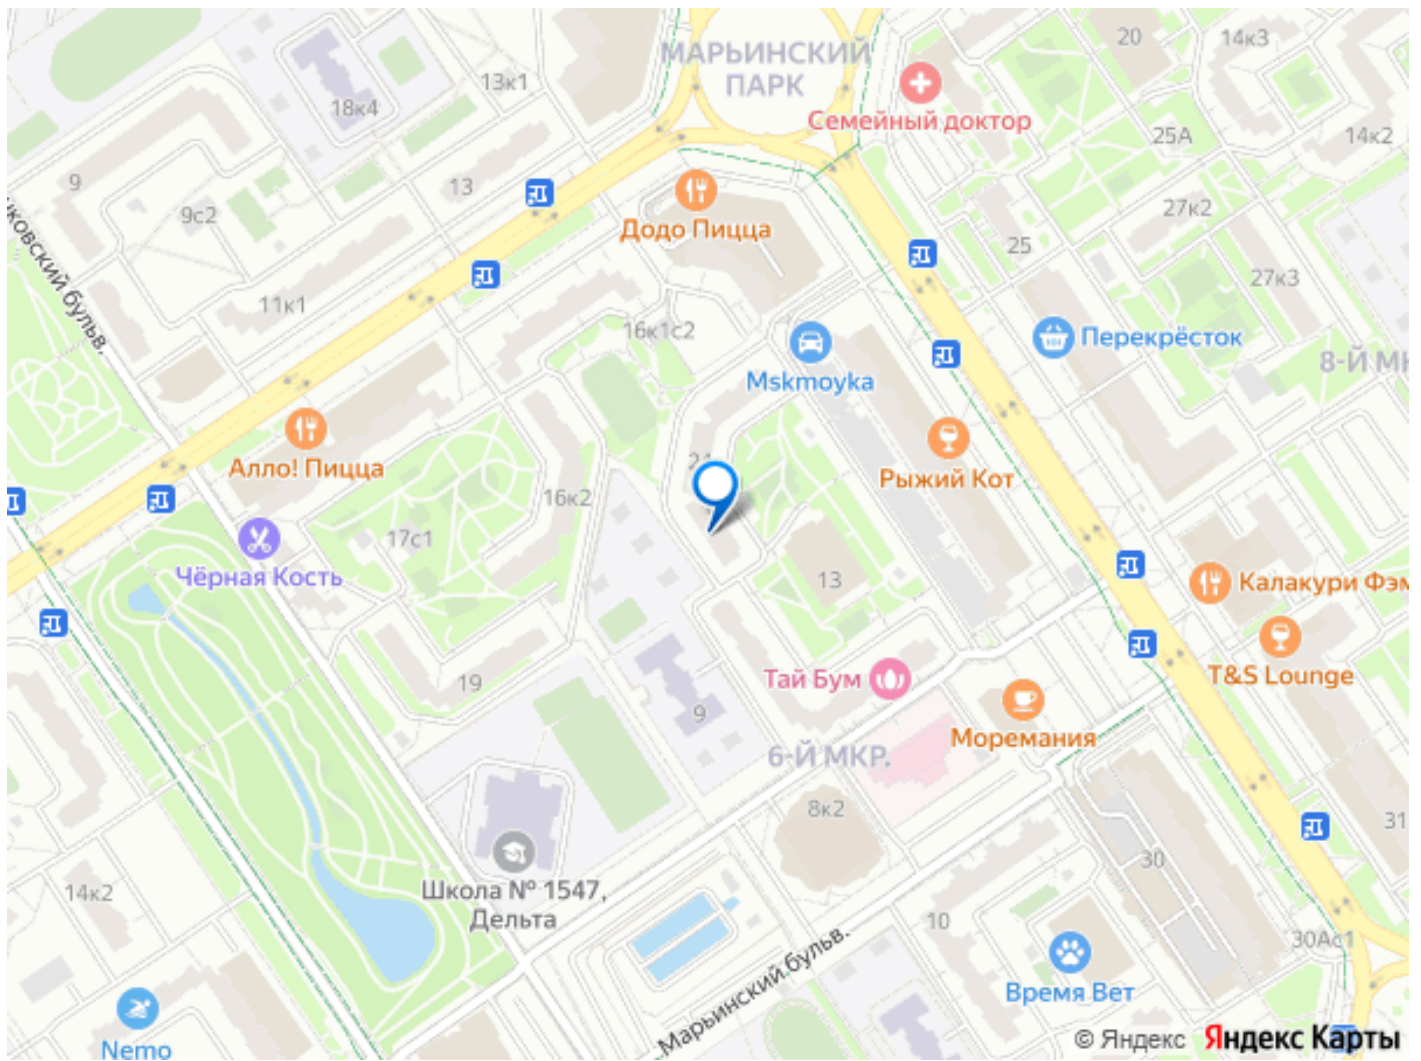 МАРЬИНСКИЙ
ПАРК
20
14к3
13к1
18к4
Семейный доктор
25А
14к2
9
13
9с2
Додо Пицца
27к2
25
27к3
11к1
16к1с2
Перекрёсток
Mskmoyka
8-Й МК
Алло! Пицца
Рыжий Кот
16к2
17с1
Чёрная Кость
13
Калакури Фэм
19
Тай Бум
T&S Lounge
9
Моремания
6-Й МКР.
8к2
31
30
Школа № 1547,
Дельта
14к2
10
30Ас1
Марьинский бульв.
Время Вет
Nemo
© Яндекс Яндекс Карты